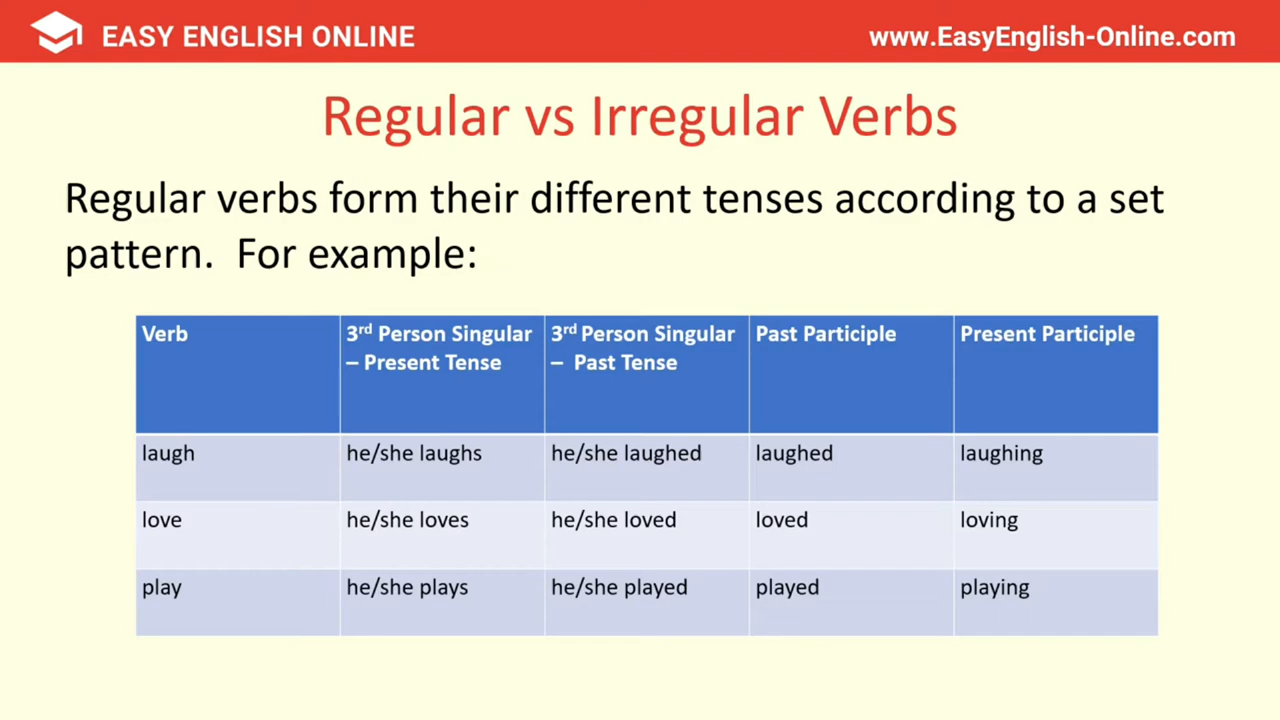 EASY ENGLISH ONLINE
www.EasyEnglish-Online.com
Regular vs Irregular Verbs
Regular verbs form their different tenses according to a set
pattern.  For example:
Verb
3rd Person Singular
– Present Tense
3rd Person Singular
–  Past Tense
Past Participle
Present Participle
laugh
he/she laughs
he/she laughed
laughed
laughing
love
he/she loves
he/she loved
loved
loving
play
he/she plays
he/she played
played
playing